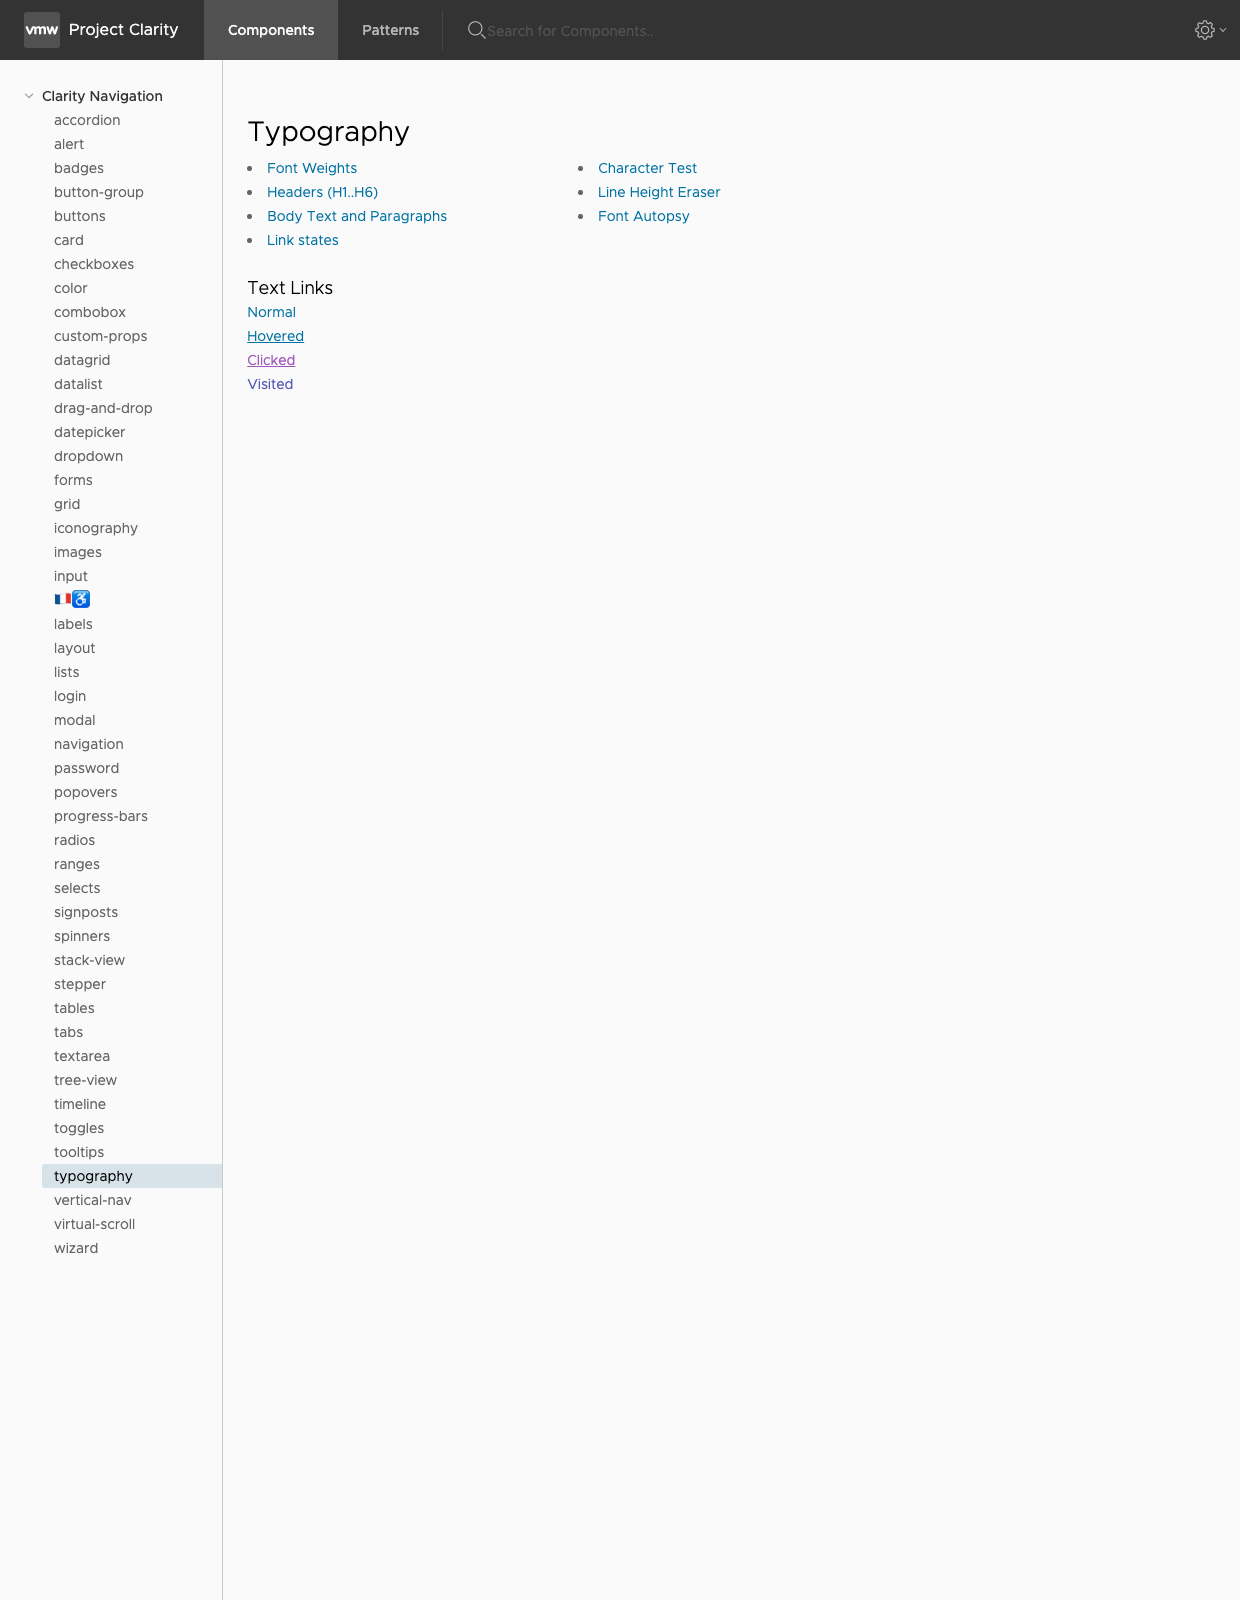 vmw Project Clarity Components Patterns Search for Components..
Clarity Navigation
accordion
alert
badges
button-group
buttons
card
checkboxes
color
combobox
custom-props
datagrid
datalist
drag-and-drop
datepicker
dropdown
forms
grid
iconography
images
input
🇫🇷♿
labels
layout
lists
login
modal
navigation
password
popovers
progress-bars
radios
ranges
selects
signposts
spinners
stack-view
stepper
tables
tabs
textarea
tree-view
timeline
toggles
tooltips
typography
vertical-nav
virtual-scroll
wizard
Typography
Font Weights
Headers (H1..H6)
Body Text and Paragraphs
Link states
Character Test
Line Height Eraser
Font Autopsy
Text Links
Normal
Hovered
Clicked
Visited